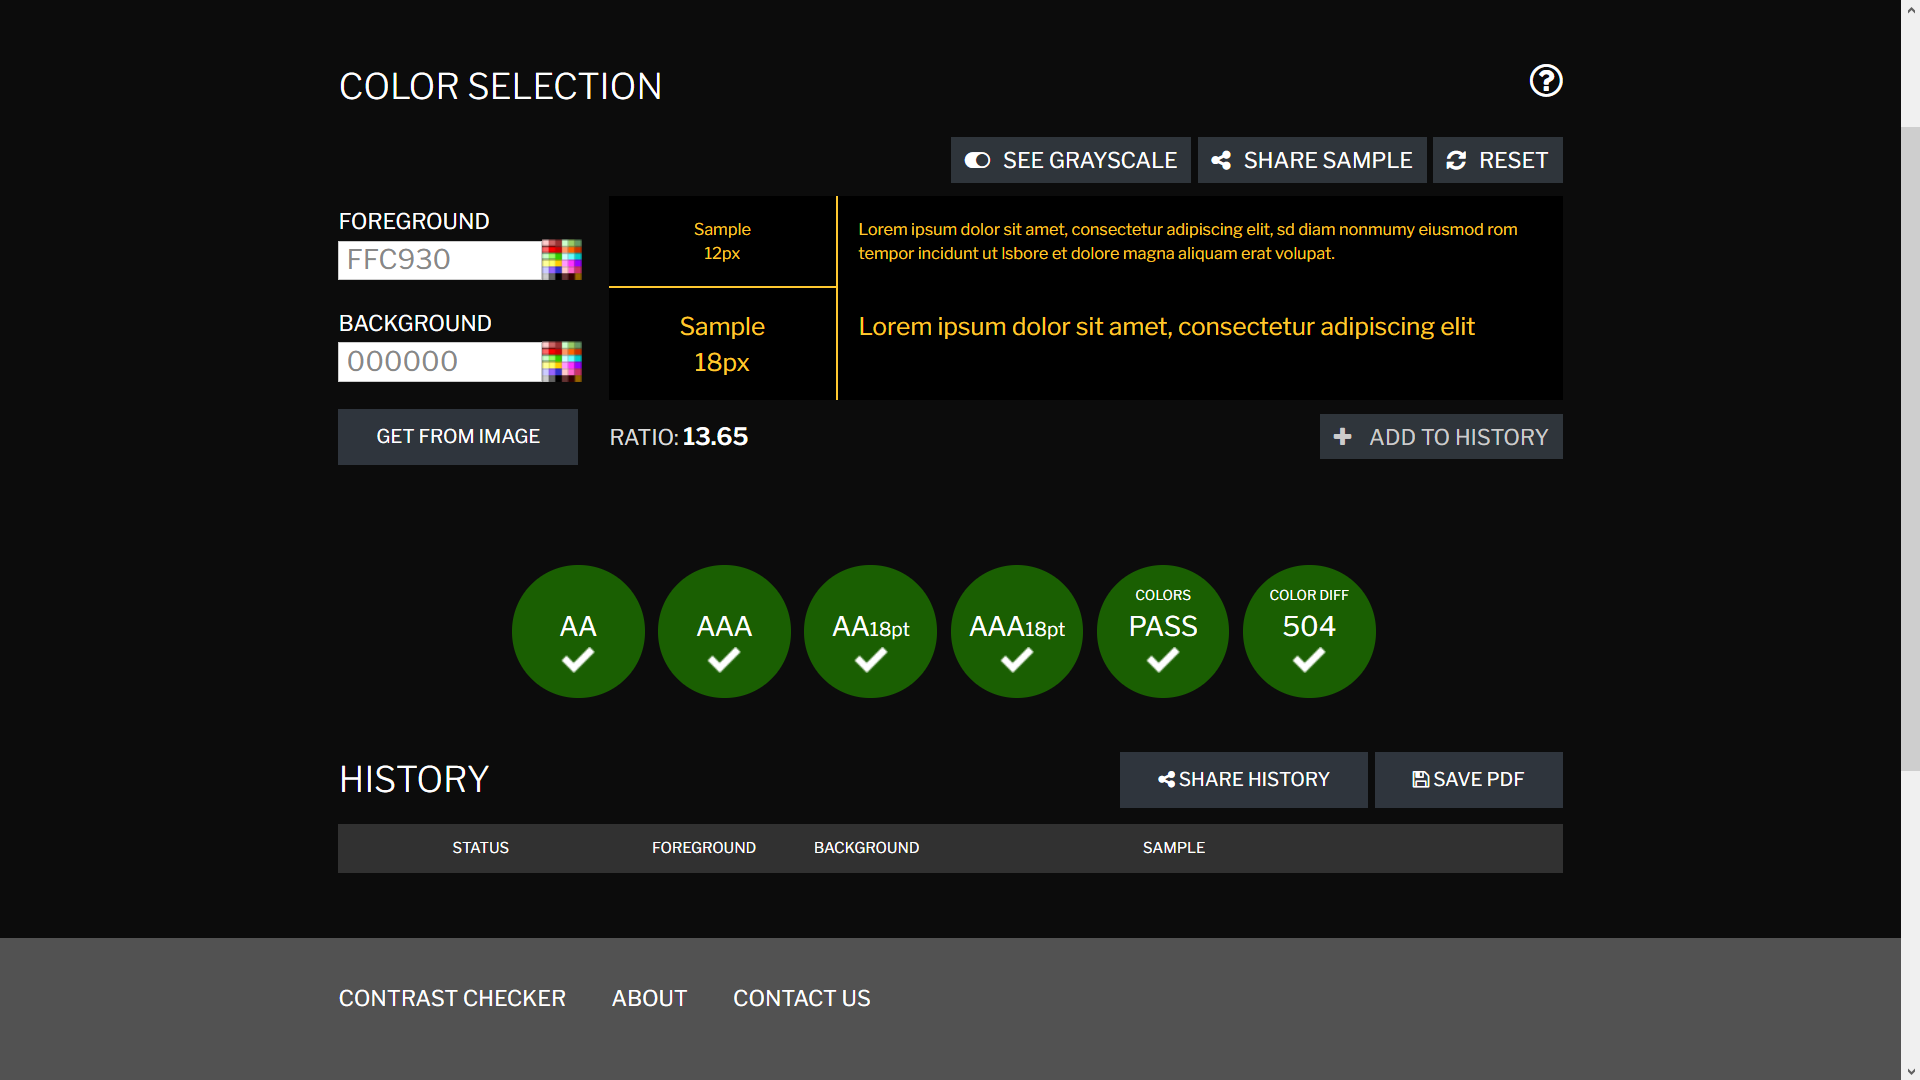 COLOR SELECTION
SEE GRAYSCALE SHARE SAMPLE RESET
FOREGROUND
FFC930
BACKGROUND
000000
GET FROM IMAGE
Sample
12px
Lorem ipsum dolor sit amet, consectetur adipiscing elit, sd diam nonmumy eiusmod rom
tempor incidunt ut lsbore et dolore magna aliquam erat volupat.
Sample
18px
Lorem ipsum dolor sit amet, consectetur adipiscing elit
RATIO: 13.65
ADD TO HISTORY
AA
AAA
AA18pt
AAA18pt
COLORS
PASS
COLOR DIFF
504
HISTORY
SHARE HISTORY SAVE PDF
STATUS FOREGROUND BACKGROUND SAMPLE
CONTRAST CHECKER ABOUT CONTACT US